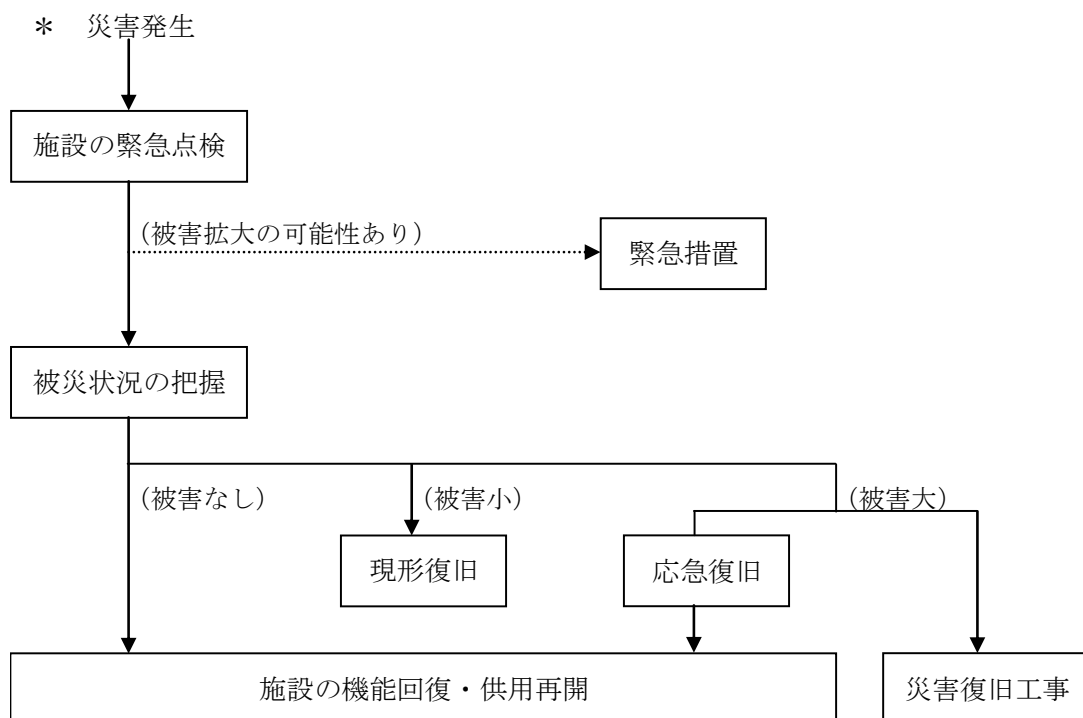 ＊ 災害発生
施設の緊急点検
（被害拡大の可能性あり）
緊急措置
被災状況の把握
（被害なし）
（被害小）
（被害大）
現形復旧
応急復旧
施設の機能回復・供用再開
災害復旧工事